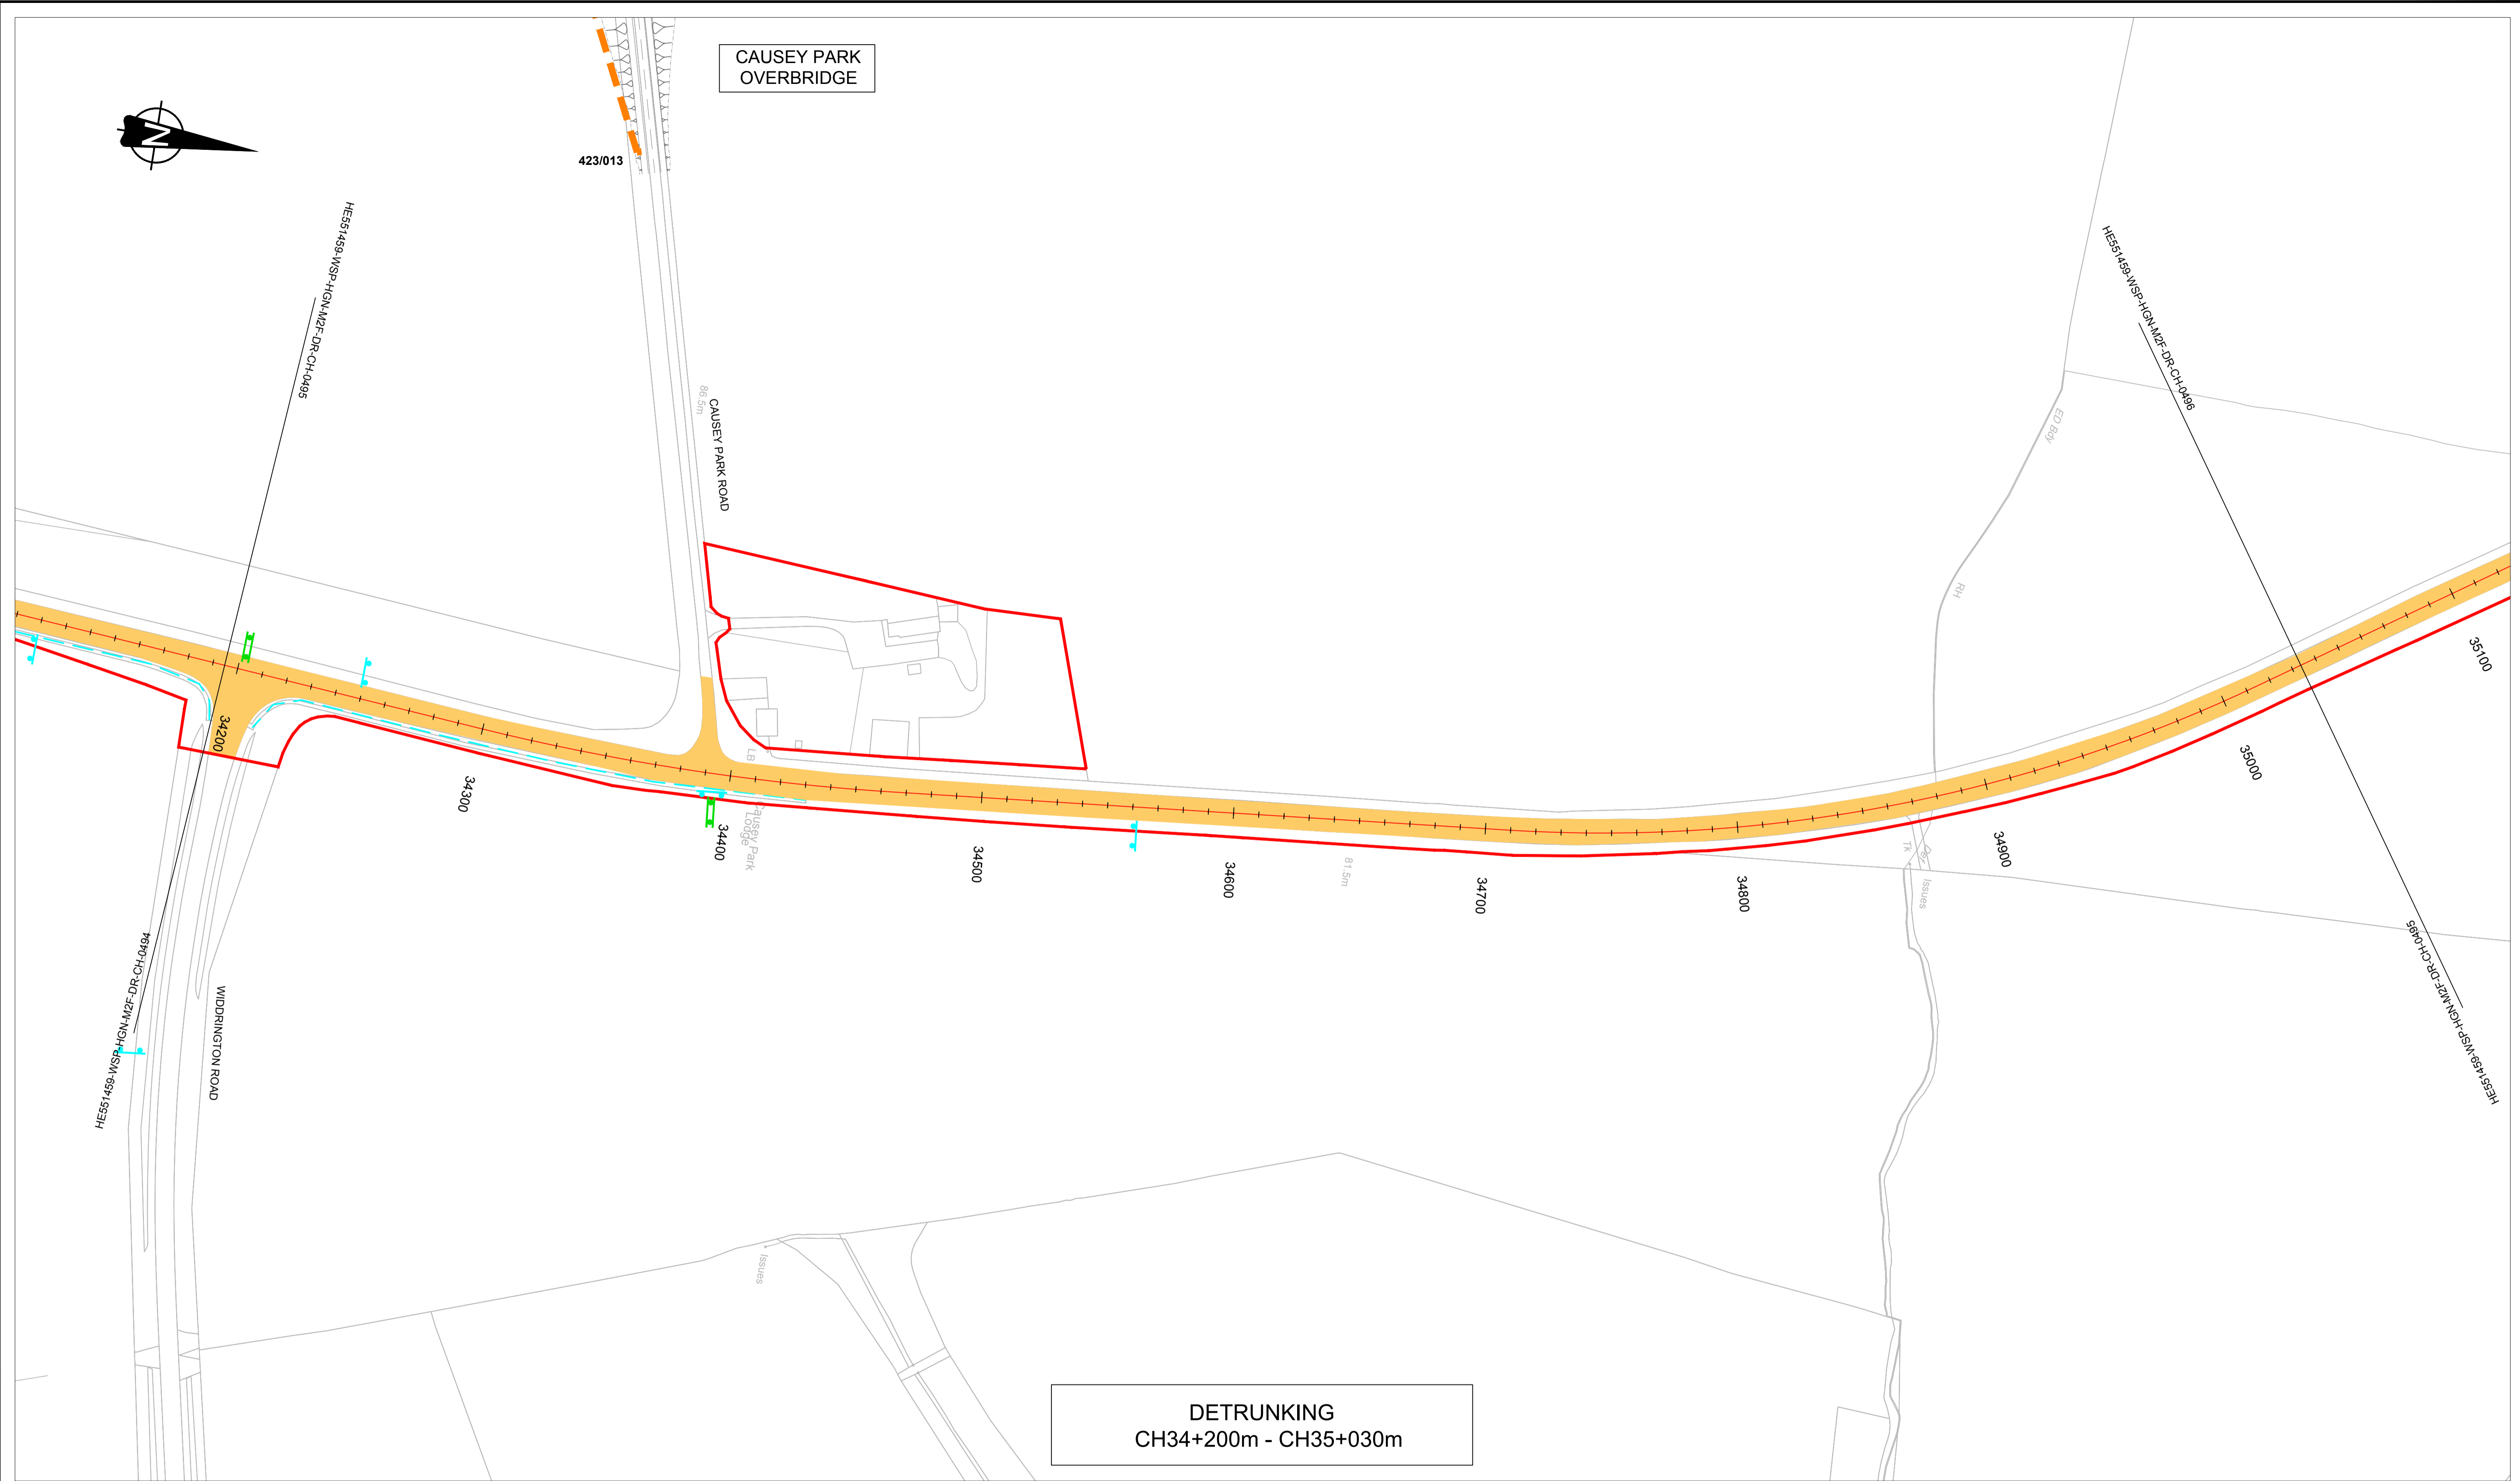 CAUSEY PARK
OVERBRIDGE
N
423/013
HE551459-WSP-HGN-M2F-DR-CH-0495
HE551459-WSP-HGN-M2F-DR-CH-0494
HE551459-WSP-HGN-M2F-DR-CH-0496
HE551459-WSP-HGN-M2F-DR-CH-0495
86.5m
CAUSEY PARK ROAD
ED Bdy
RH
LB
Causey Park
Lodge
34200
34300
34400
34500
34600
81.5m
34700
34800
34900
35000
35100
Tk
Issues
WIDDRINGTON ROAD
Issues
DETRUNKING
CH34+200m - CH35+030m